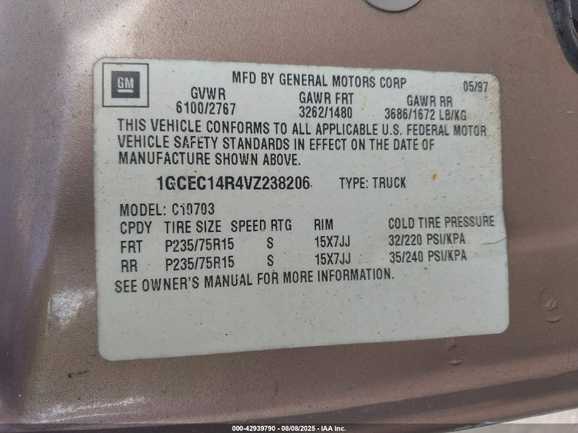 GM
MFD BY GENERAL MOTORS CORP 05/97
GVWR GAWR FRT GAWR RR
6100/2767 3262/1480 3686/1672 LB/KG
THIS VEHICLE CONFORMS TO ALL APPLICABLE U.S. FEDERAL MOTOR
VEHICLE SAFETY STANDARDS IN EFFECT ON THE DATE OF
MANUFACTURE SHOWN ABOVE.
1GCEC14R4VZ238206 TYPE: TRUCK
MODEL: C10703
CPDY TIRE SIZE SPEED RTG RIM COLD TIRE PRESSURE
FRT P235/75R15 S 15X7JJ 32/220 PSI/KPA
RR P235/75R15 S 15X7JJ 35/240 PSI/KPA
SEE OWNER'S MANUAL FOR MORE INFORMATION.
000-42939790 - 08/08/2025 - IAA Inc.